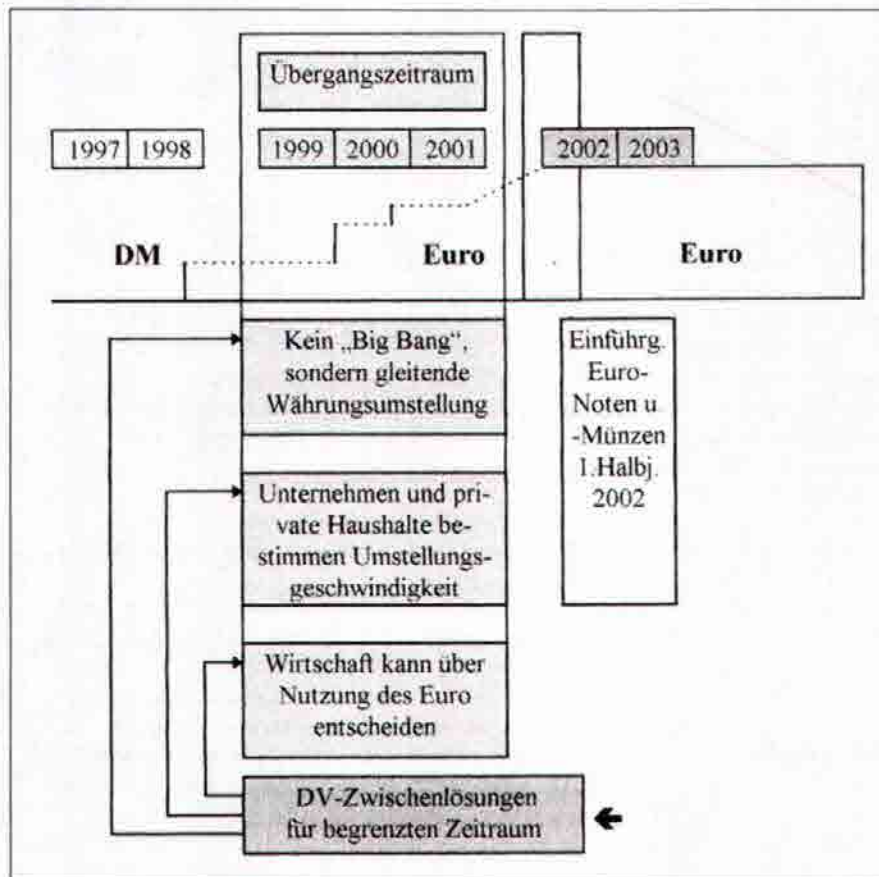 Übergangszeitraum
1997 1998 1999 2000 2001 2002 2003
DM Euro Euro
Kein „Big Bang“,
sondern gleitende
Währungsumstellung
Einführg.
Euro-
Noten u.
-Münzen
1.Halbj.
2002
Unternehmen und pri-
vate Haushalte be-
stimmen Umstellungs-
geschwindigkeit
Wirtschaft kann über
Nutzung des Euro
entscheiden
DV-Zwischenlösungen
für begrenzten Zeitraum